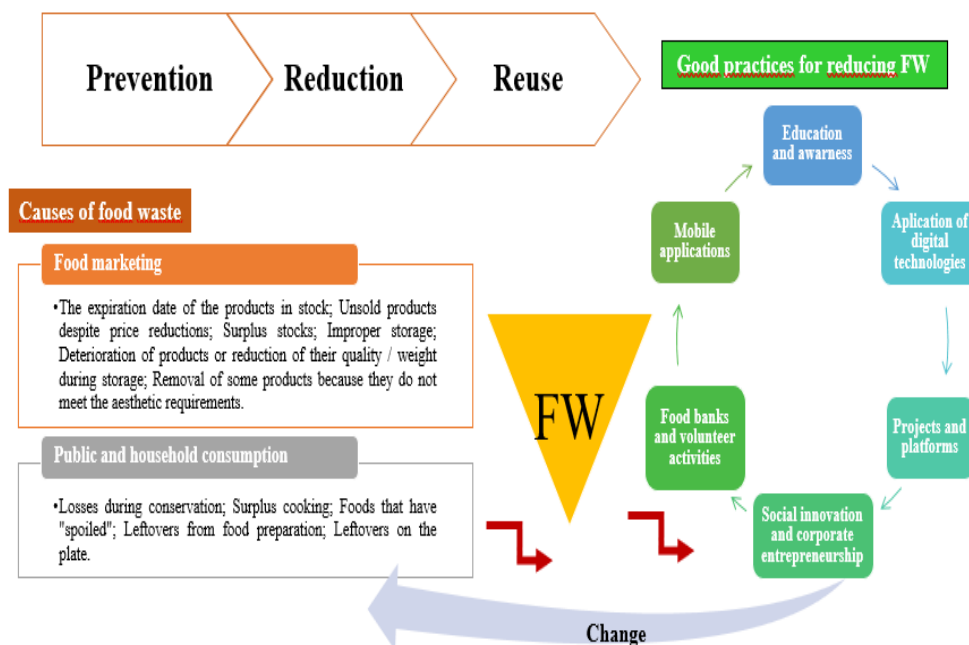 Prevention
Reduction
Reuse
Good practices for reducing FW
Education
and awarness
Aplication of
digital
technologies
Projects and
platforms
Social innovation
and corporate
entrepreneurship
Food banks
and volunteer
activities
Mobile
applications
Causes of food waste
Food marketing
•The expiration date of the products in stock; Unsold products
despite price reductions; Surplus stocks; Improper storage;
Deterioration of products or reduction of their quality / weight
during storage; Removal of some products because they do not
meet the aesthetic requirements.
Public and household consumption
•Losses during conservation; Surplus cooking; Foods that have
"spoiled"; Leftovers from food preparation; Leftovers on the
plate.
FW
Change